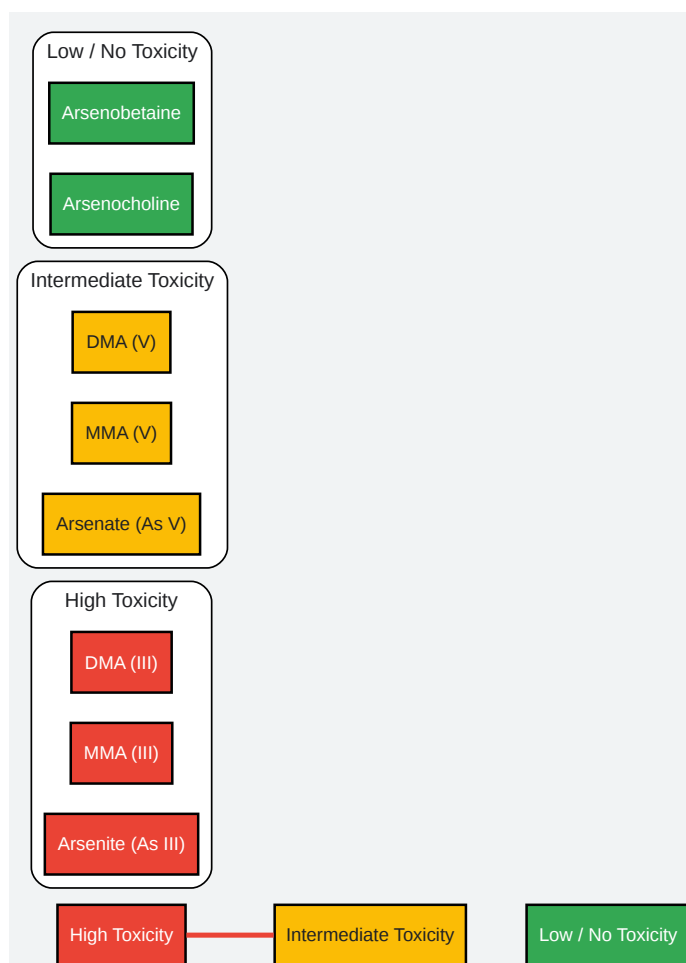 Low / No Toxicity
Arsenobetaine
Arsenocholine
Intermediate Toxicity
DMA (V)
MMA (V)
Arsenate (As V)
High Toxicity
DMA (III)
MMA (III)
Arsenite (As III)
High Toxicity
Intermediate Toxicity
Low / No Toxicity